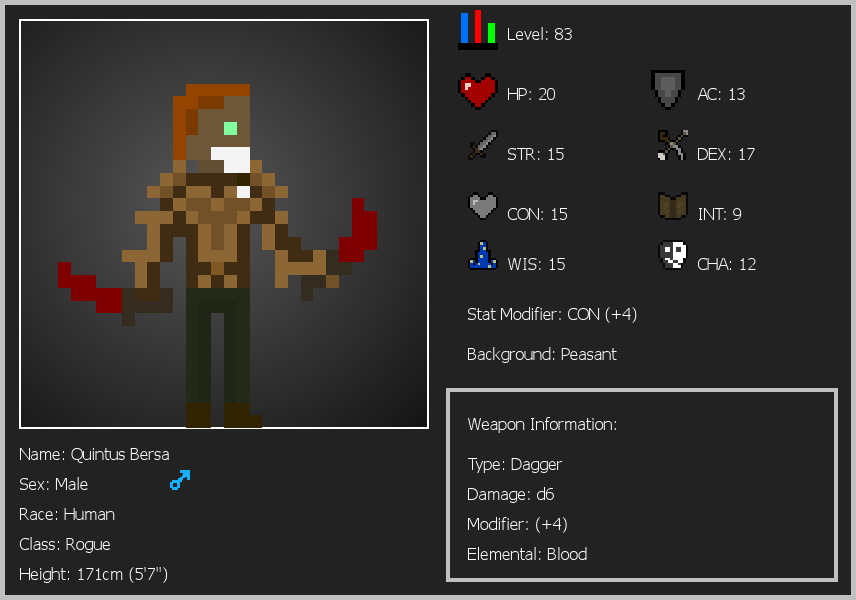 Level: 83
HP: 20
AC: 13
STR: 15
DEX: 17
CON: 15
INT: 9
WIS: 15
CHA: 12
Stat Modifier: CON (+4)
Background: Peasant
Weapon Information:
Type: Dagger
Damage: d6
Modifier: (+4)
Elemental: Blood
Name: Quintus Bersa
Sex: Male
Race: Human
Class: Rogue
Height: 171cm (5'7")